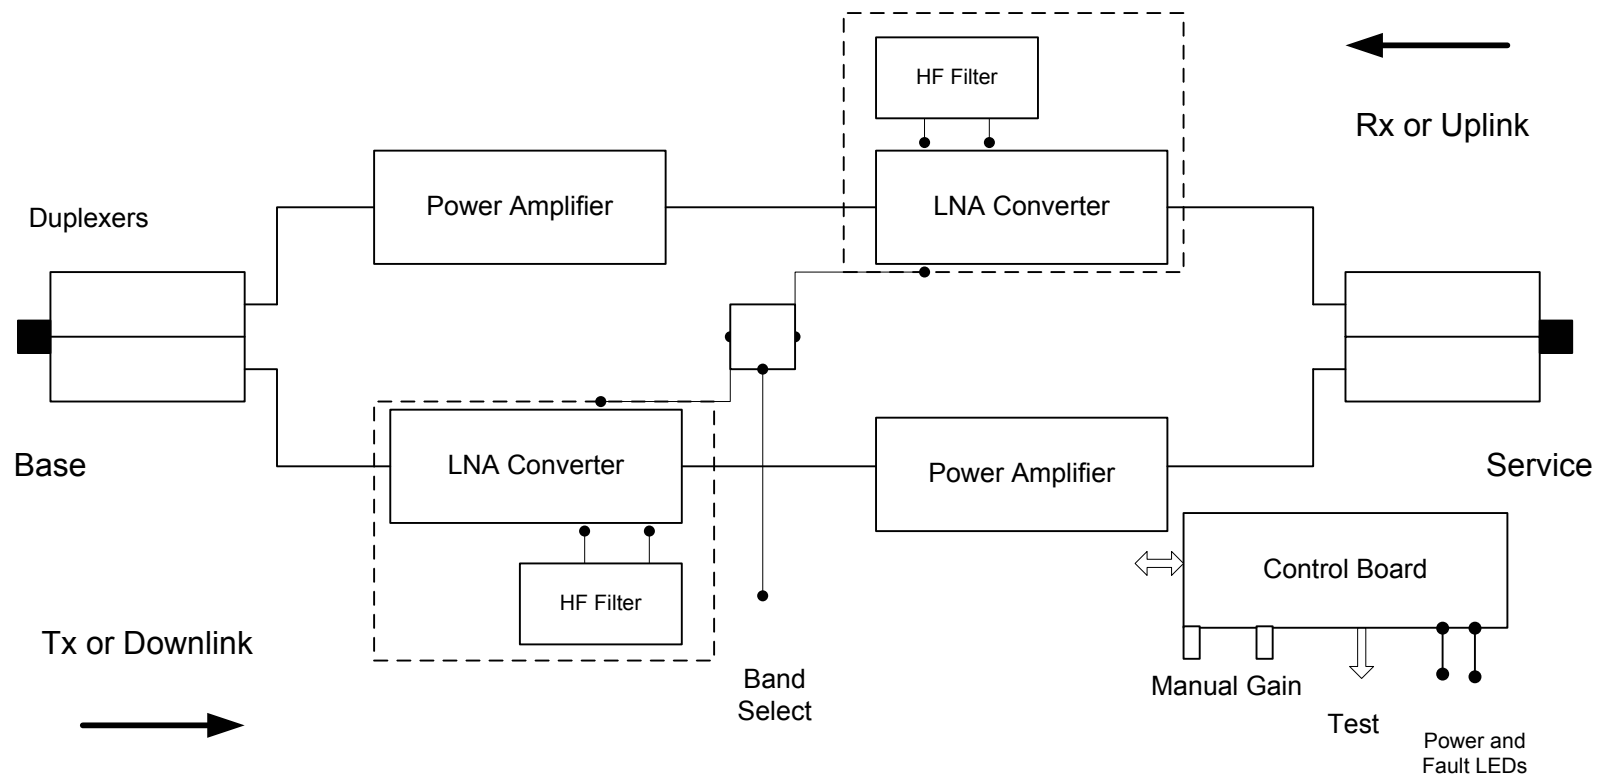 HF Filter
Rx or Uplink
Power Amplifier
LNA Converter
Duplexers
Base
LNA Converter
Power Amplifier
Service
Control Board
HF Filter
Tx or Downlink
Band
Select
Manual Gain
Test
Power and
Fault LEDs